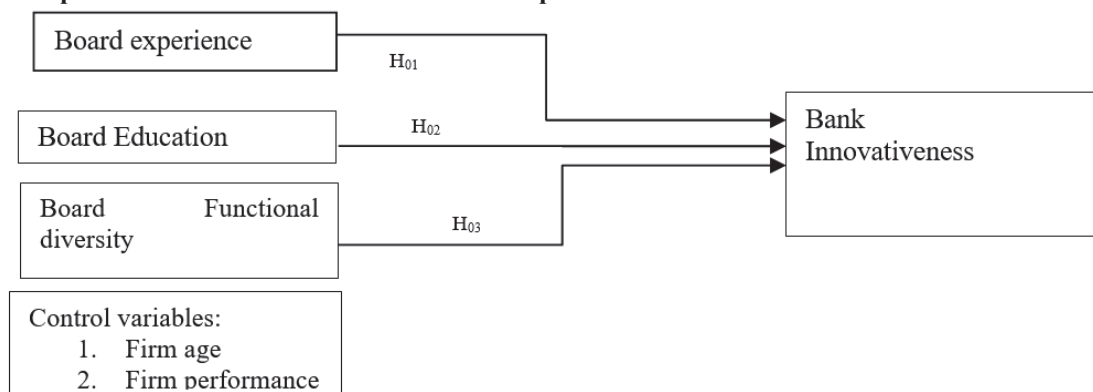 Board experience
H₀₁
Board Education
H₀₂
Board Functional
diversity
H₀₃
Bank
Innovativeness
Control variables:
1. Firm age
2. Firm performance